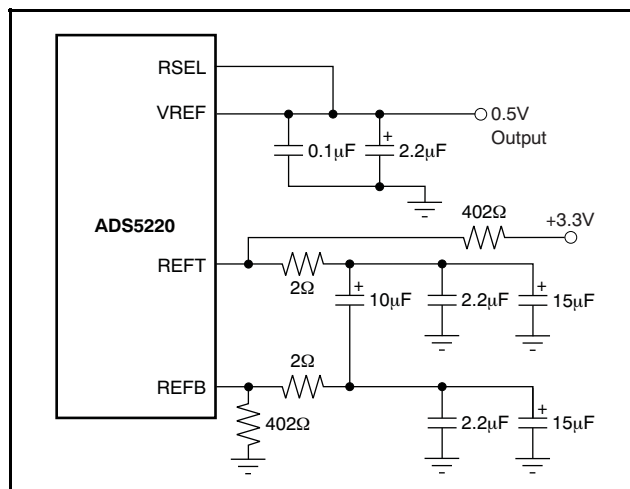 RSEL
VREF
0.5V
Output
0.1µF
+
2.2µF
ADS5220
402Ω
+3.3V
REFT
2Ω
+
10µF
2.2µF
+
15µF
2Ω
REFB
402Ω
2.2µF
+
15µF